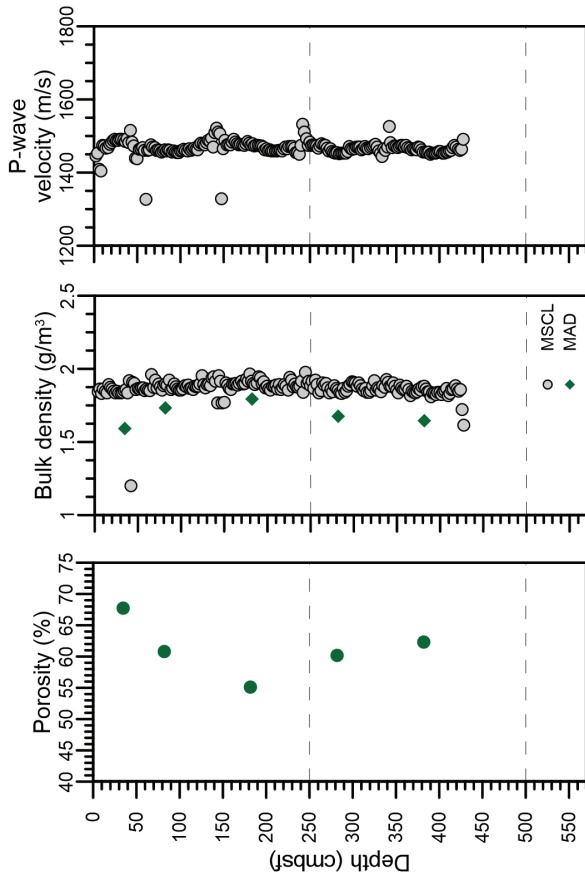 Porosity (%)
40 45 50 55 60 65 70 75
Bulk density (g/m³)
1 1.5 2 2.5
P-wave
velocity (m/s)
1200 1400 1600 1800
Depth (cmbsf)
0
50
100
150
200
250
300
350
400
450
500
550
MSCL
MAD